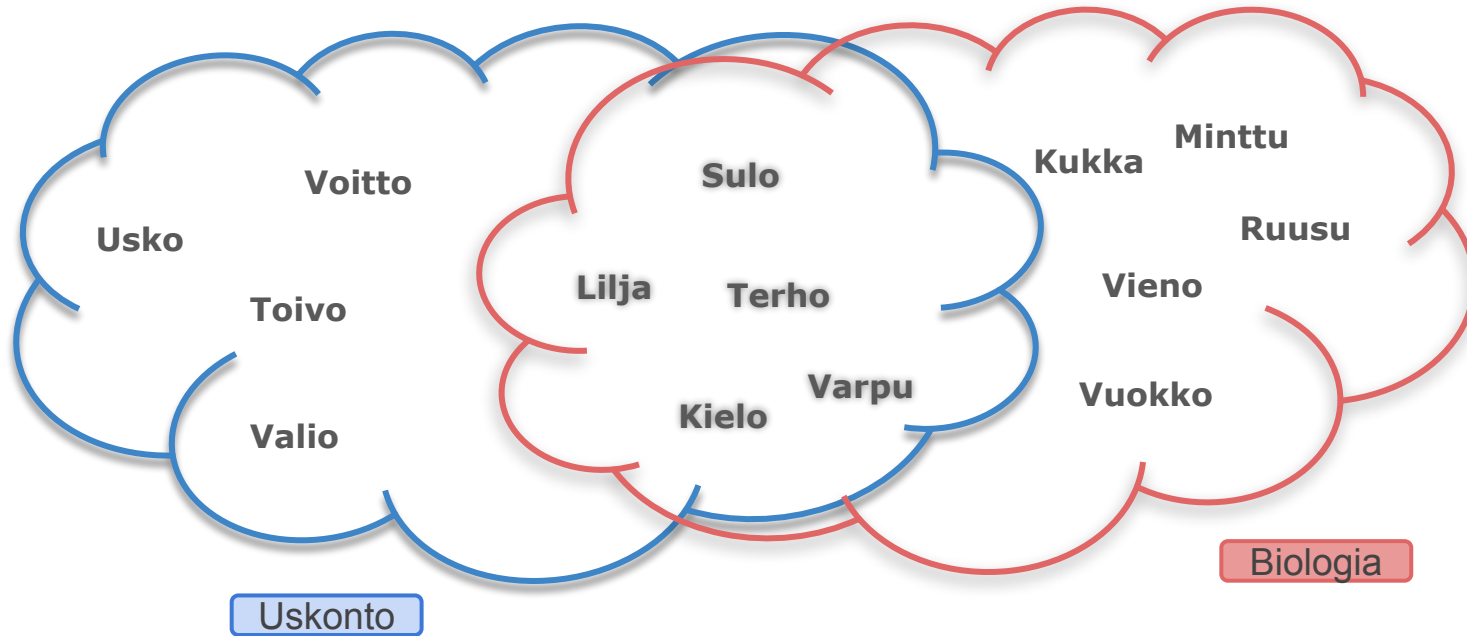 Minttu
Kukka
Sulo
Voitto
Ruusu
Usko
Lilja
Terho
Vieno
Toivo
Varpu
Vuokko
Kielo
Valio
Biologia
Uskonto